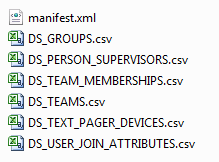 manifest.xml
DS_GROUPS.csv
DS_PERSON_SUPERVISORS.csv
DS_TEAM_MEMBERSHIPS.csv
DS_TEAMS.csv
DS_TEXT_PAGER_DEVICES.csv
DS_USER_JOIN_ATTRIBUTES.csv